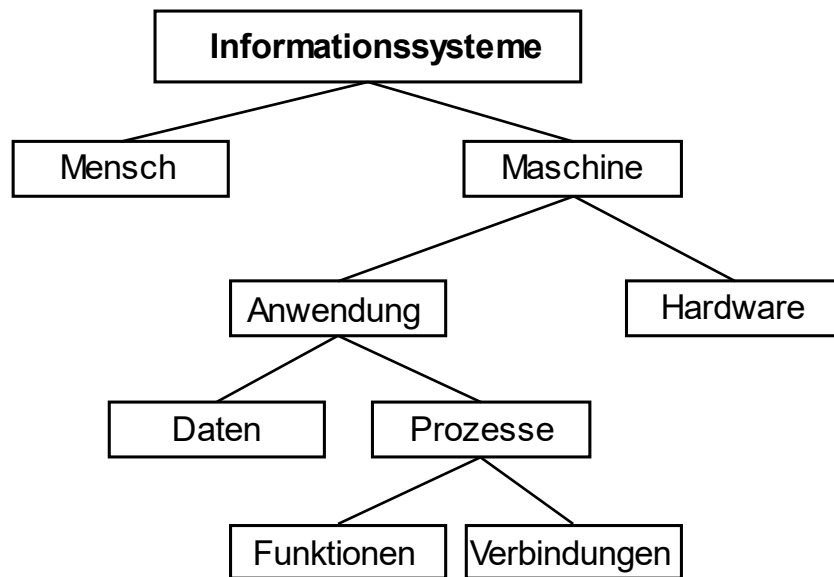 Informationssysteme
Mensch
Maschine
Anwendung
Hardware
Daten
Prozesse
Funktionen
Verbindungen